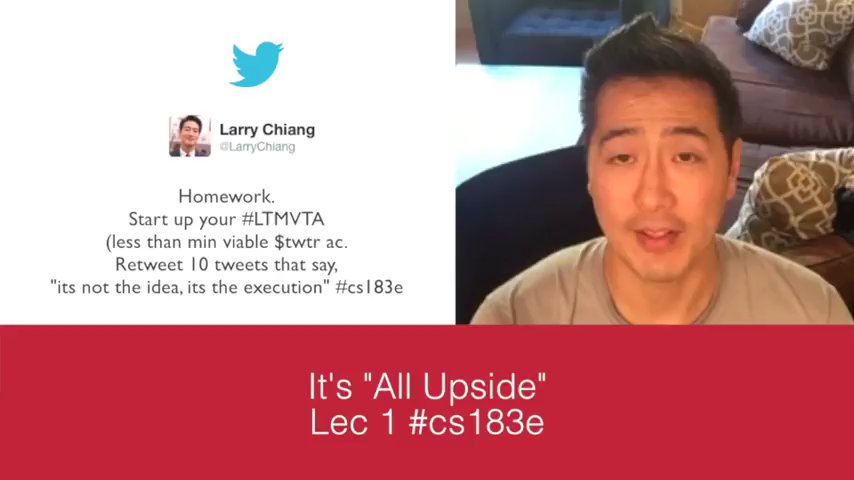 Larry Chiang
@LarryChiang
Homework.
Start up your #LTMVTA
(less than min viable $twtr ac.
Retweet 10 tweets that say,
"its not the idea, its the execution" #cs183e
It's "All Upside"
Lec 1 #cs183e